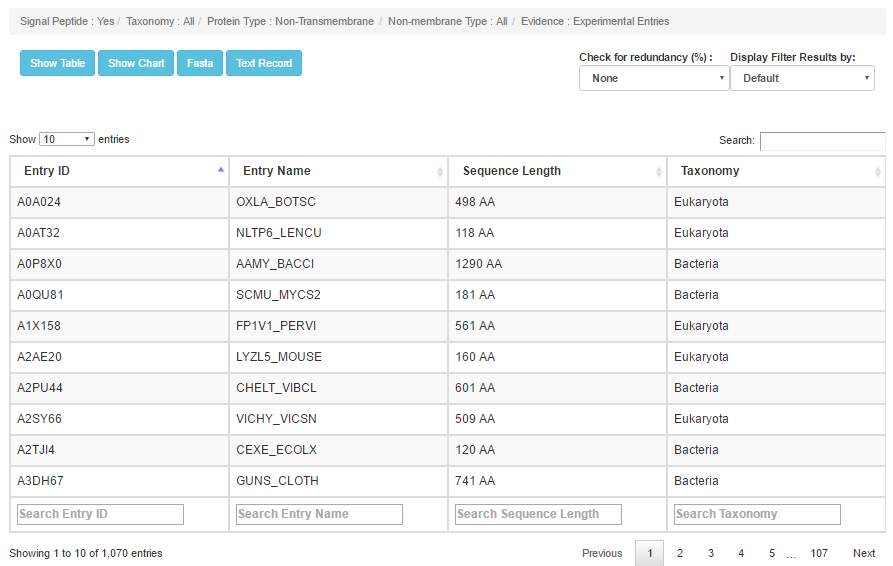 Signal Peptide : Yes / Taxonomy : All / Protein Type : Non-Transmembrane / Non-membrane Type : All / Evidence : Experimental Entries
Check for redundancy (%) : Display Filter Results by:
Show Table Show Chart Fasta Text Record
None Default
Show 10 entries Search:
Entry ID Entry Name Sequence Length Taxonomy
A0A024 OXLA_BOTSC 498 AA Eukaryota
A0AT32 NLTP6_LENCU 118 AA Eukaryota
A0P8X0 AAMY_BACCI 1290 AA Bacteria
A0QU81 SCMU_MYCS2 181 AA Bacteria
A1X158 FP1V1_PERVI 561 AA Eukaryota
A2AE20 LYZL5_MOUSE 160 AA Eukaryota
A2PU44 CHELT_VIBCL 601 AA Bacteria
A2SY66 VICHY_VICSN 509 AA Eukaryota
A2TJI4 CEXE_ECOLX 120 AA Bacteria
A3DH67 GUNS_CLOTH 741 AA Bacteria
Search Entry ID Search Entry Name Search Sequence Length Search Taxonomy
Showing 1 to 10 of 1,070 entries Previous 1 2 3 4 5 ... 107 Next